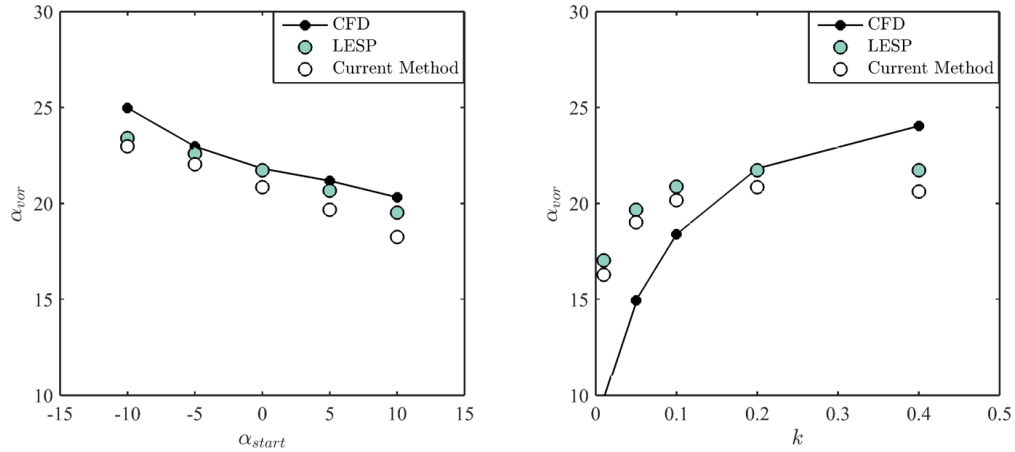 30
25
20
15
10
α_vor
-15 -10 -5 0 5 10 15
α_start
CFD
LESP
Current Method
30
25
20
15
10
α_vor
0 0.1 0.2 0.3 0.4 0.5
k
CFD
LESP
Current Method